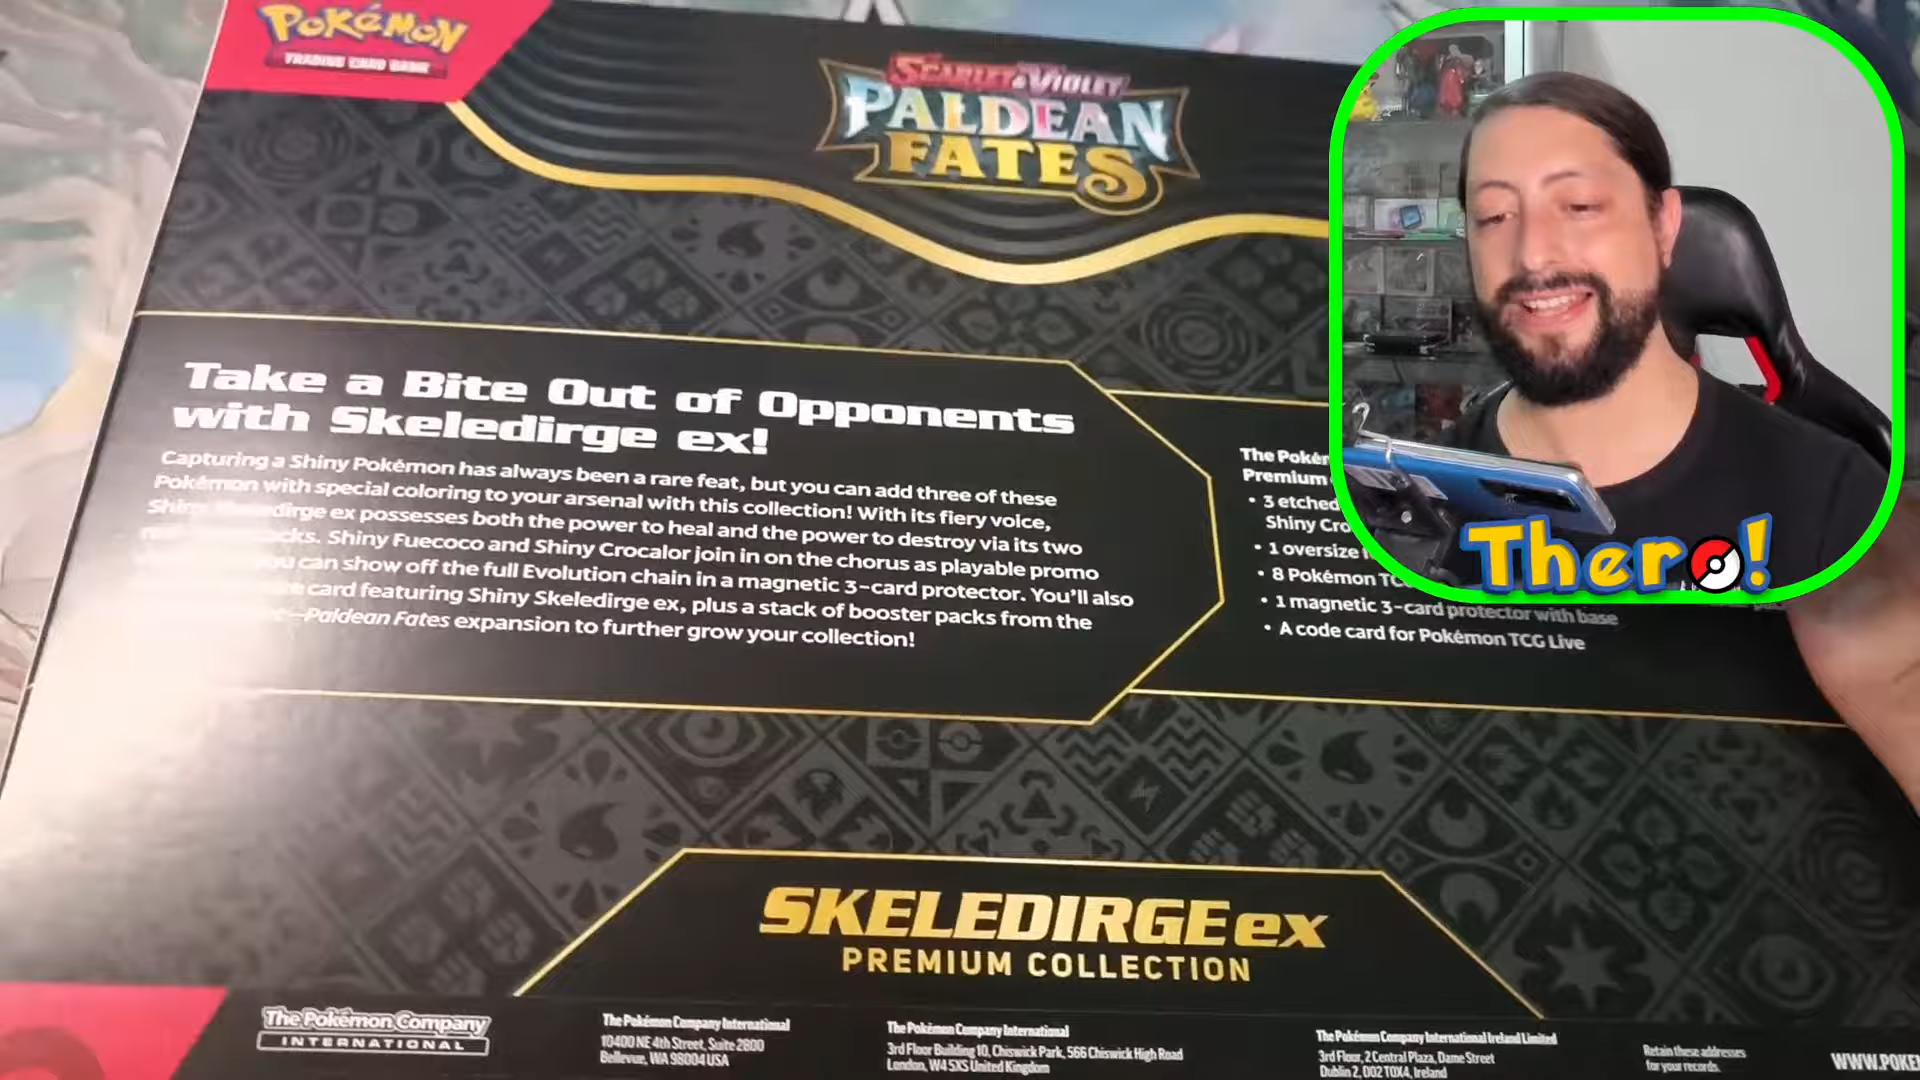 POKÉMON
TRADING CARD GAME
SCARLET & VIOLET
PALDEAN
FATES
Take a Bite Out of Opponents
with Skeledirge ex!
Capturing a Shiny Pokémon has always been a rare feat, but you can add three of these
Pokémon with special coloring to your arsenal with this collection! With its fiery voice,
Shiny Skeledirge ex possesses both the power to heal and the power to destroy via its two
Shiny Fuecoco and Shiny Crocalor join in on the chorus as playable promo
you can show off the full Evolution chain in a magnetic 3-card protector. You'll also
card featuring Shiny Skeledirge ex, plus a stack of booster packs from the
—Paldean Fates expansion to further grow your collection!
The Pokém
Premium
• 3 etched
Shiny Cro
• 1 oversize
• 8 Pokémon TC
• 1 magnetic 3-card protector with base
• A code card for Pokémon TCG Live
Thero!
SKELEDIRGE ex
PREMIUM COLLECTION
The Pokémon Company
INTERNATIONAL
The Pokémon Company International
10400 NE 4th Street, Suite 2800
Bellevue, WA 98004 USA
The Pokémon Company International
3rd Floor Building 10, Chiswick Park, 566 Chiswick High Road
London, W4 5XS United Kingdom
The Pokémon Company International Ireland Limited
3rd Floor, 2 Central Plaza, Dame Street
Dublin 2, D02 T0X4, Ireland
Retain these addresses
for your records.
WWW.POKE